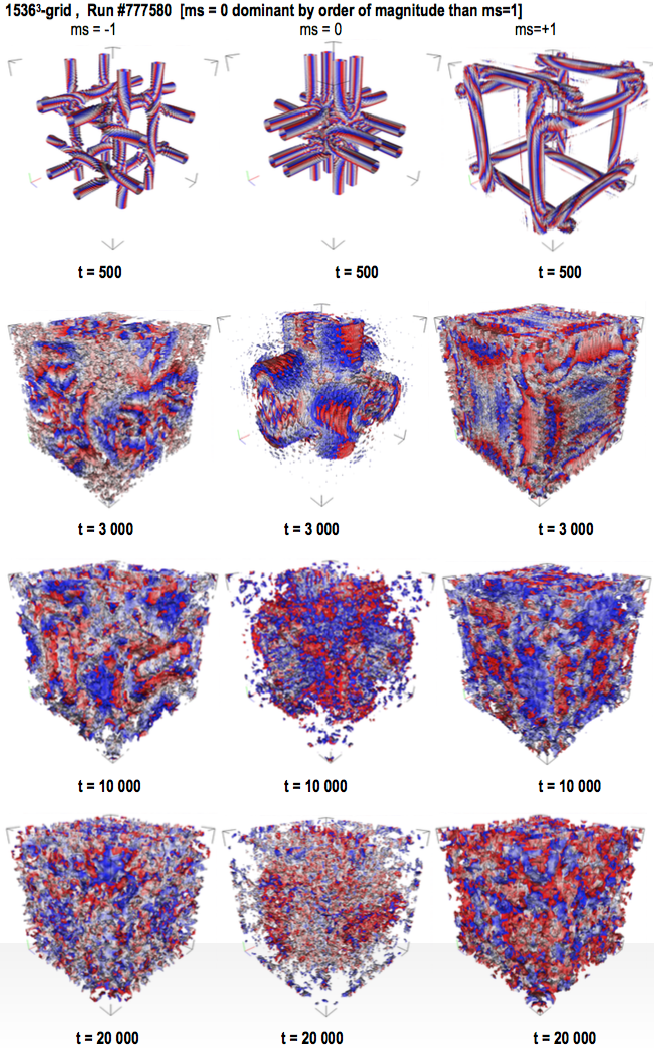 1536³-grid , Run #777580 [ms = 0 dominant by order of magnitude than ms=1]
ms = -1 ms = 0 ms=+1
t = 500 t = 500 t = 500
t = 3 000 t = 3 000 t = 3 000
t = 10 000 t = 10 000 t = 10 000
t = 20 000 t = 20 000 t = 20 000